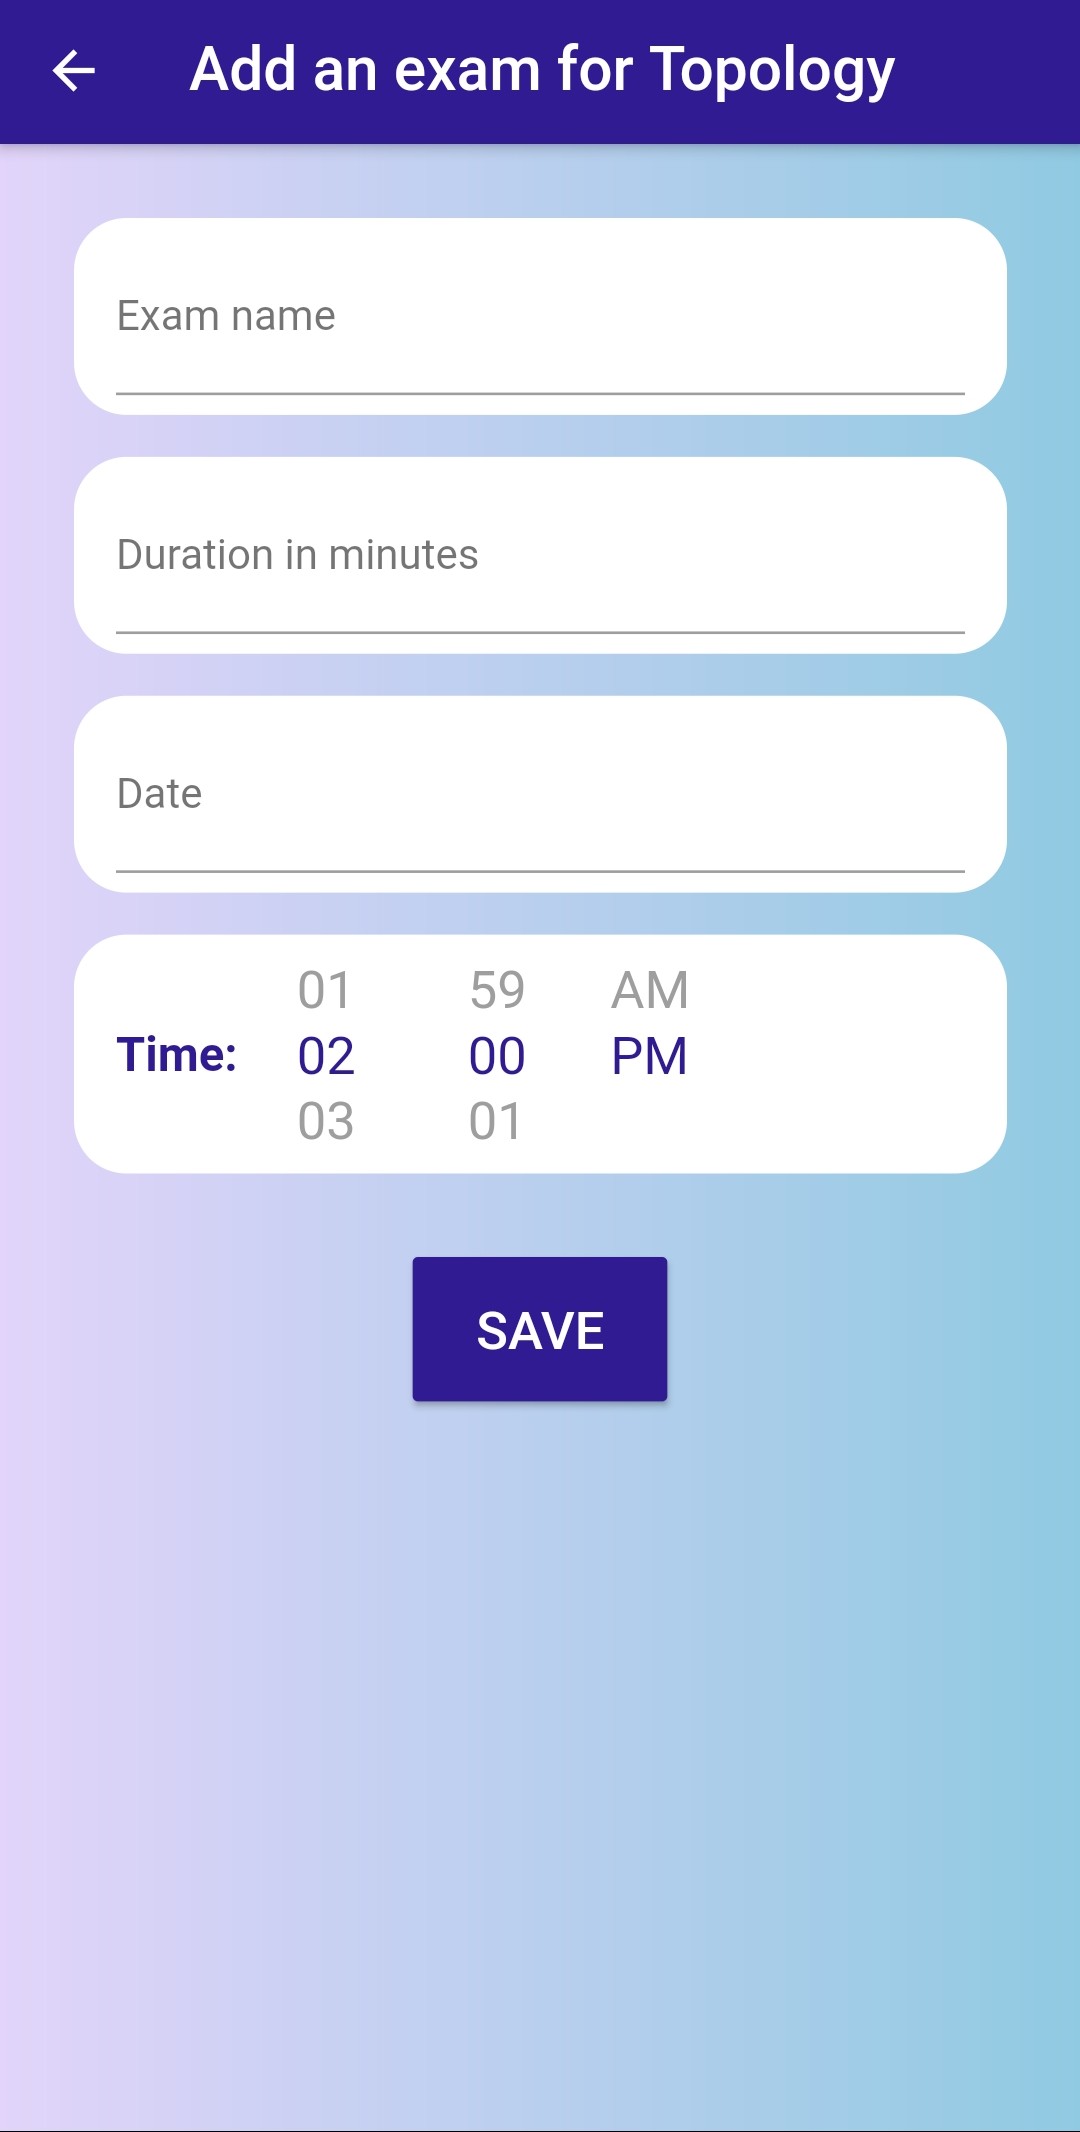 Add an exam for Topology
Exam name
Duration in minutes
Date
01 59 AM
Time: 02 00 PM
03 01
SAVE